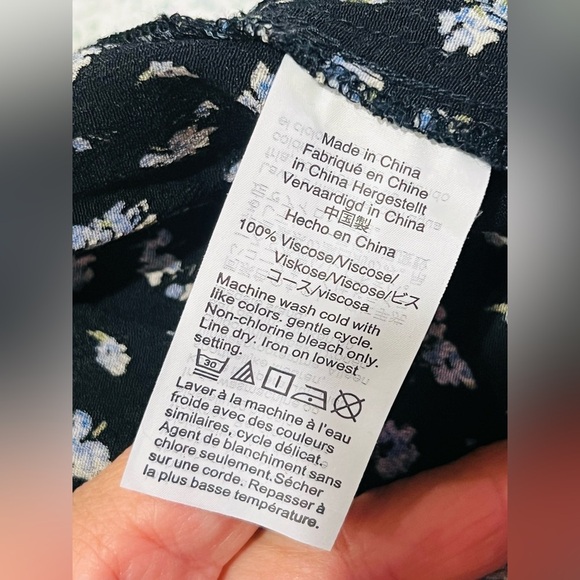 Made in China
Fabriqué en Chine
In China Hergestellt
Vervaardigd in China
中国製
Hecho en China
100% Viscose/Viscose/
Viskose/Viscose/ビス
コース/viscosa
Machine wash cold with
like colors. gentle cycle.
Non-chlorine bleach only.
Line dry. Iron on lowest
setting.
30
Laver à la machine à l'eau
froide avec des couleurs
similaires, cycle délicat.
Agent de blanchiment sans
chlore seulement.Sécher
sur une corde. Repasser à
la plus basse température.